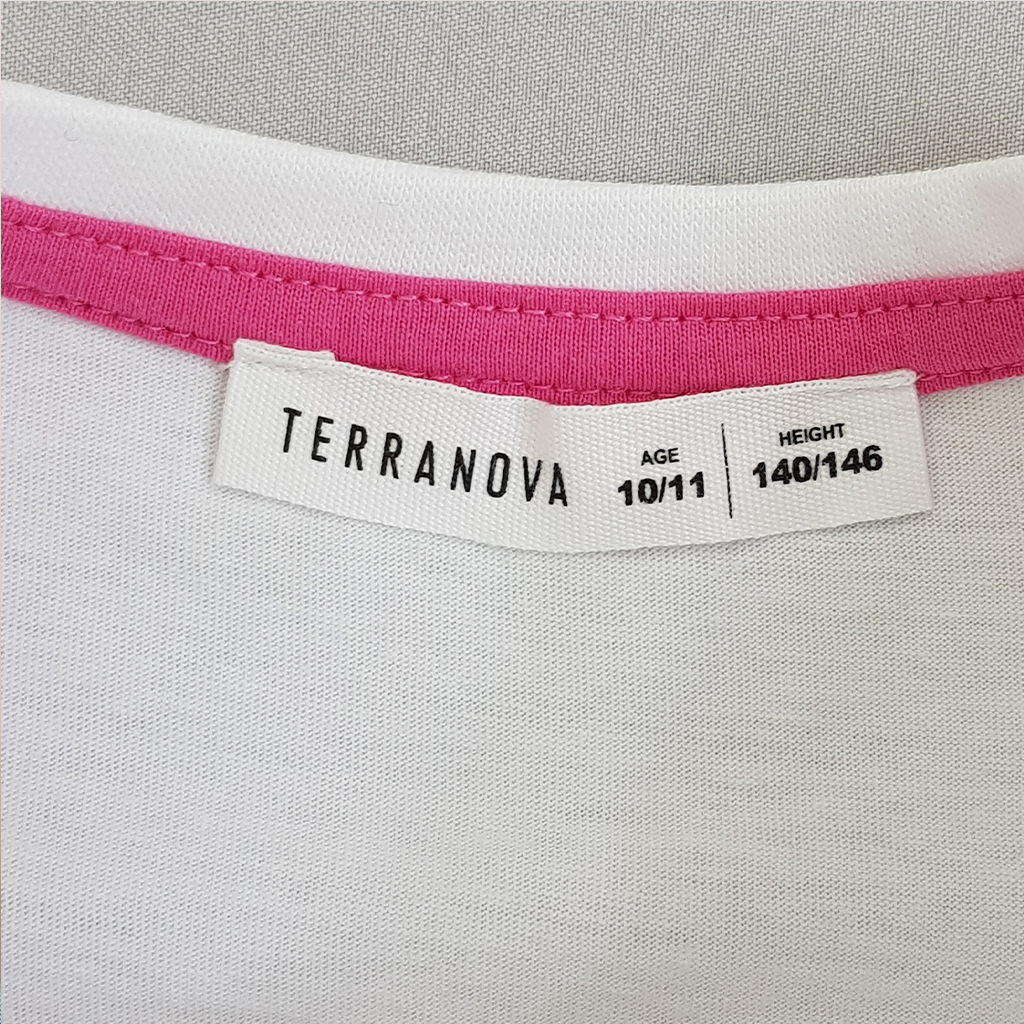 TERRANOVA
AGE
10/11
HEIGHT
140/146